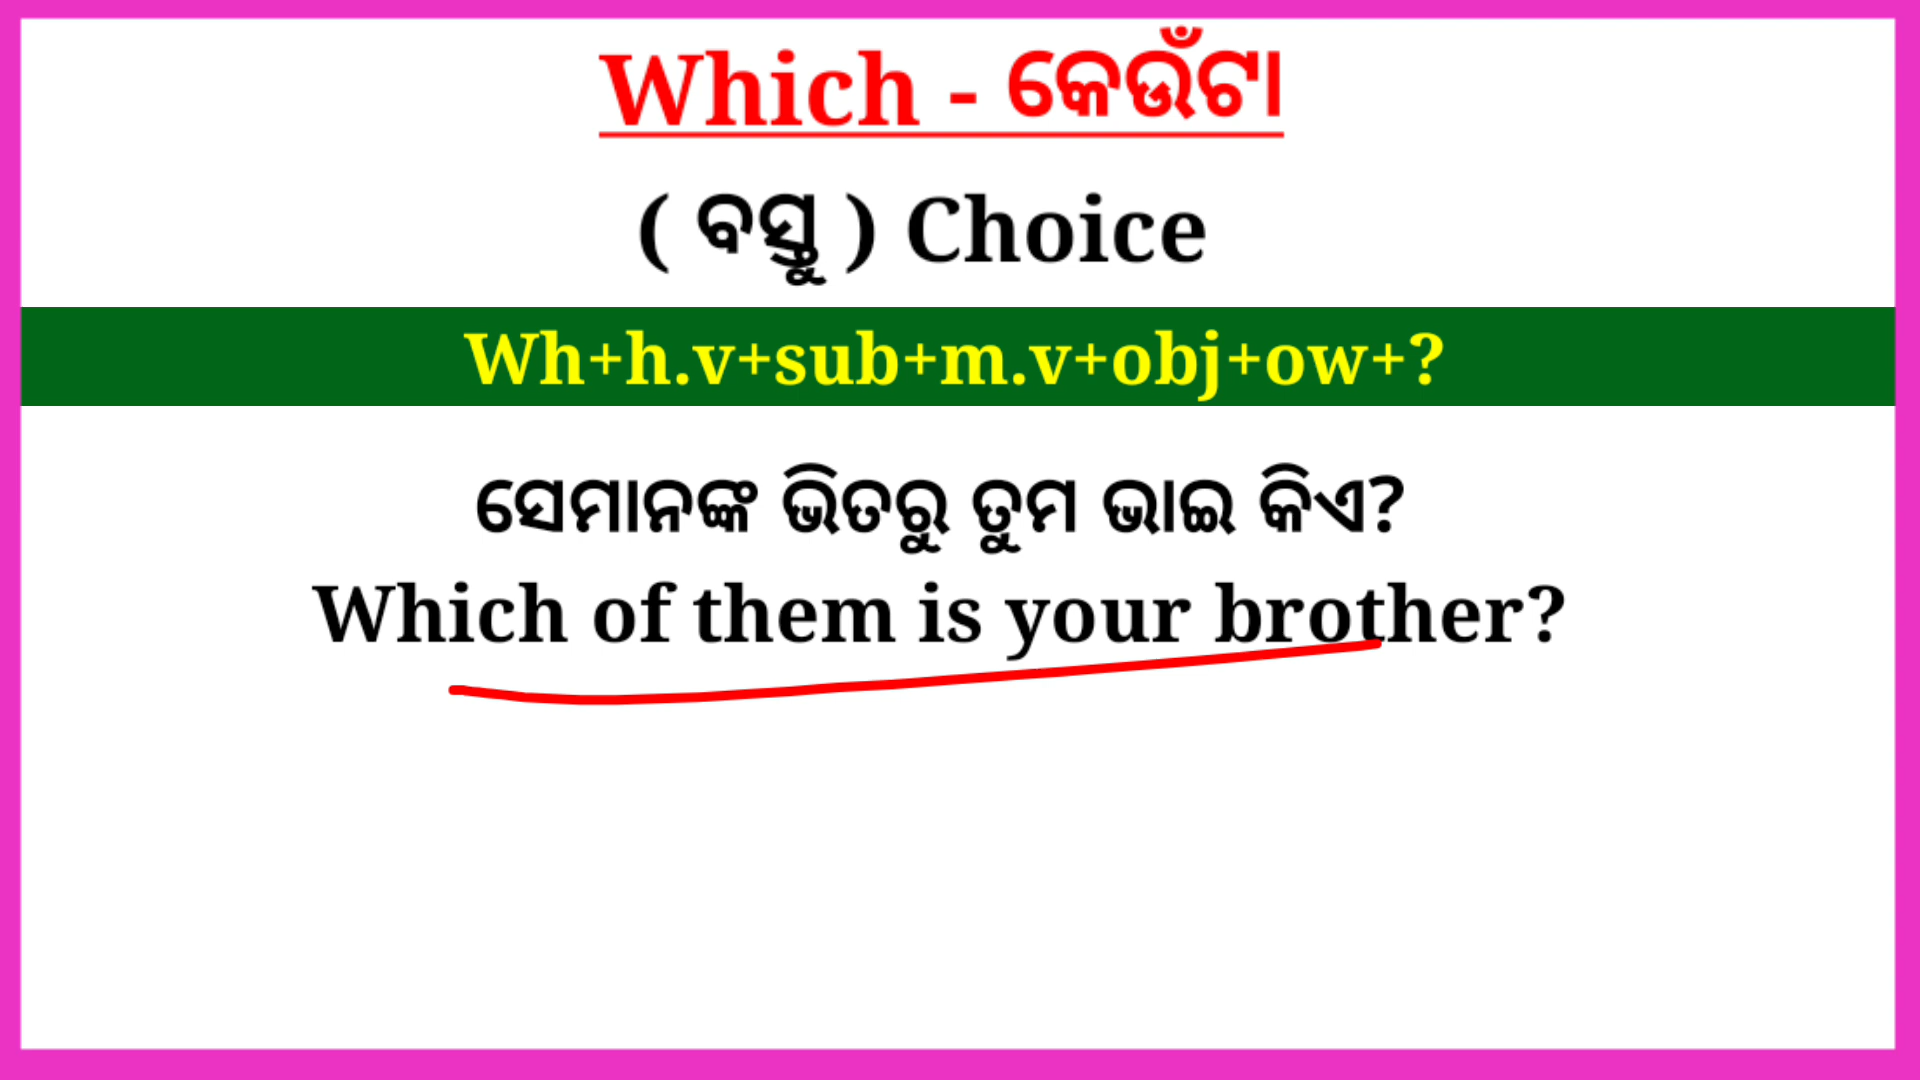 Which - କେଉଁଟା
( ବସ୍ତୁ ) Choice
Wh+h.v+sub+m.v+obj+ow+?
ସେମାନଙ୍କ ଭିତରୁ ତୁମ ଭାଇ କିଏ?
Which of them is your brother?